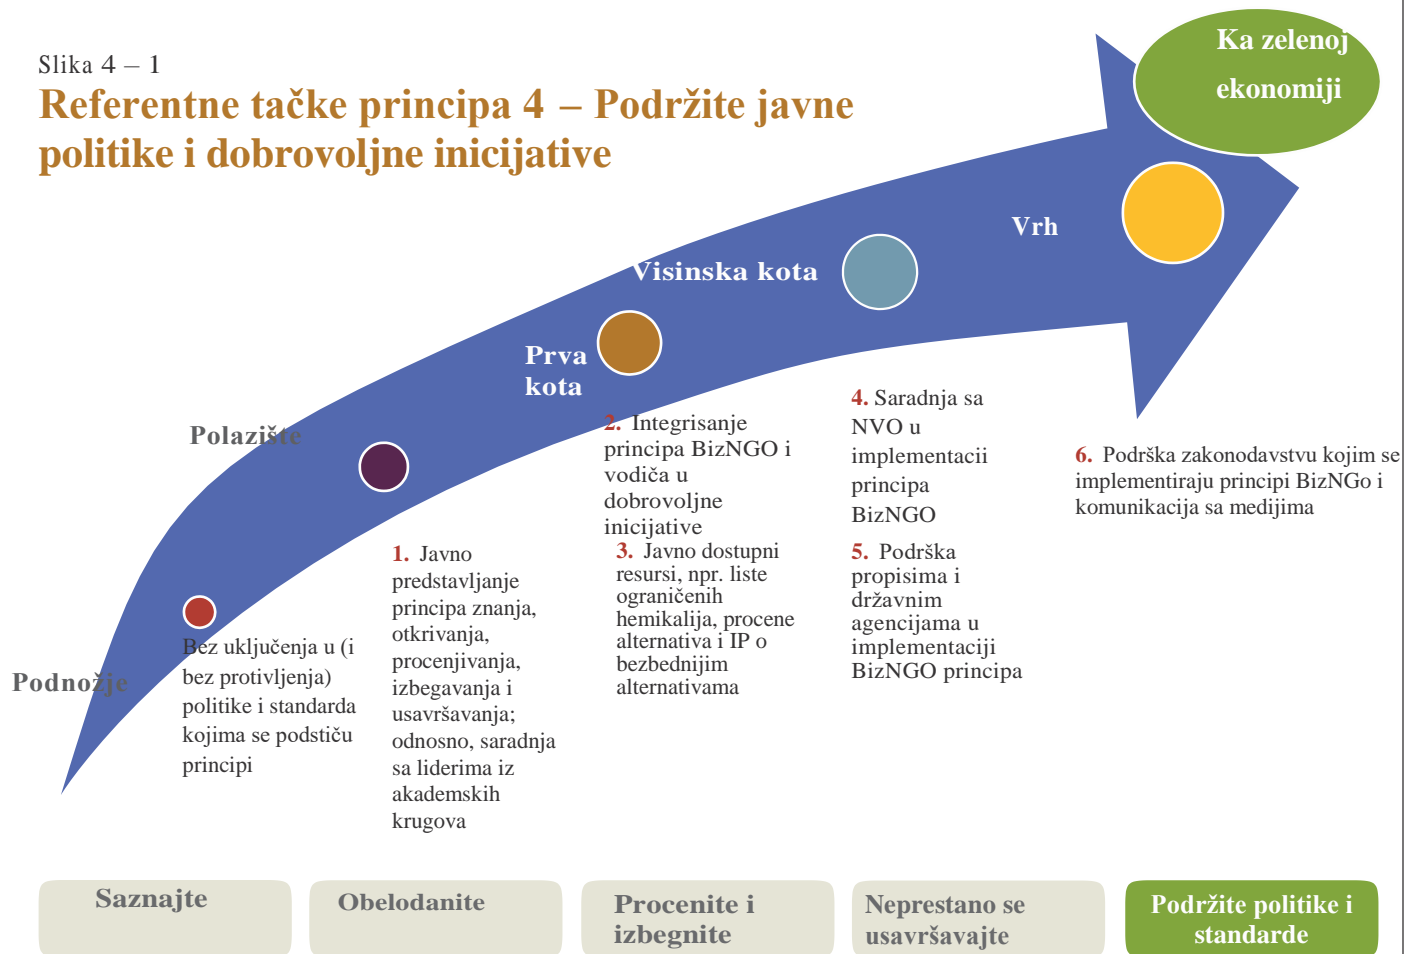 Slika 4 – 1
Referentne tačke principa 4 – Podržite javne
politike i dobrovoljne inicijative
Ka zelenoj
ekonomiji
Vrh
Visinska kota
Prva
kota
Polazište
Podnožje
Bez uključenja u (i
bez protivljenja)
politike i standarda
kojima se podstiču
principi
1. Javno
predstavljanje
principa znanja,
otkrivanja,
procenjivanja,
izbegavanja i
usavršavanja;
odnosno, saradnja
sa liderima iz
akademskih
krugova
2. Integrisanje
principa BizNGO i
vodiča u
dobrovoljne
inicijative
3. Javno dostupni
resursi, npr. liste
ograničenih
hemikalija, procene
alternativa i IP o
bezbednijim
alternativama
4. Saradnja sa
NVO u
implementacii
principa
BIZNGO
5. Podrška
propisima i
državnim
agencijama u
implementaciji
BIZNGO principa
6. Podrška zakonodavstvu kojim se
implementiraju principi BizNGo i
komunikacija sa medijima
Saznajte
Obelodanite
Procenite i
izbegnite
Neprestano se
usavršavajte
Podržite politike i
standarde